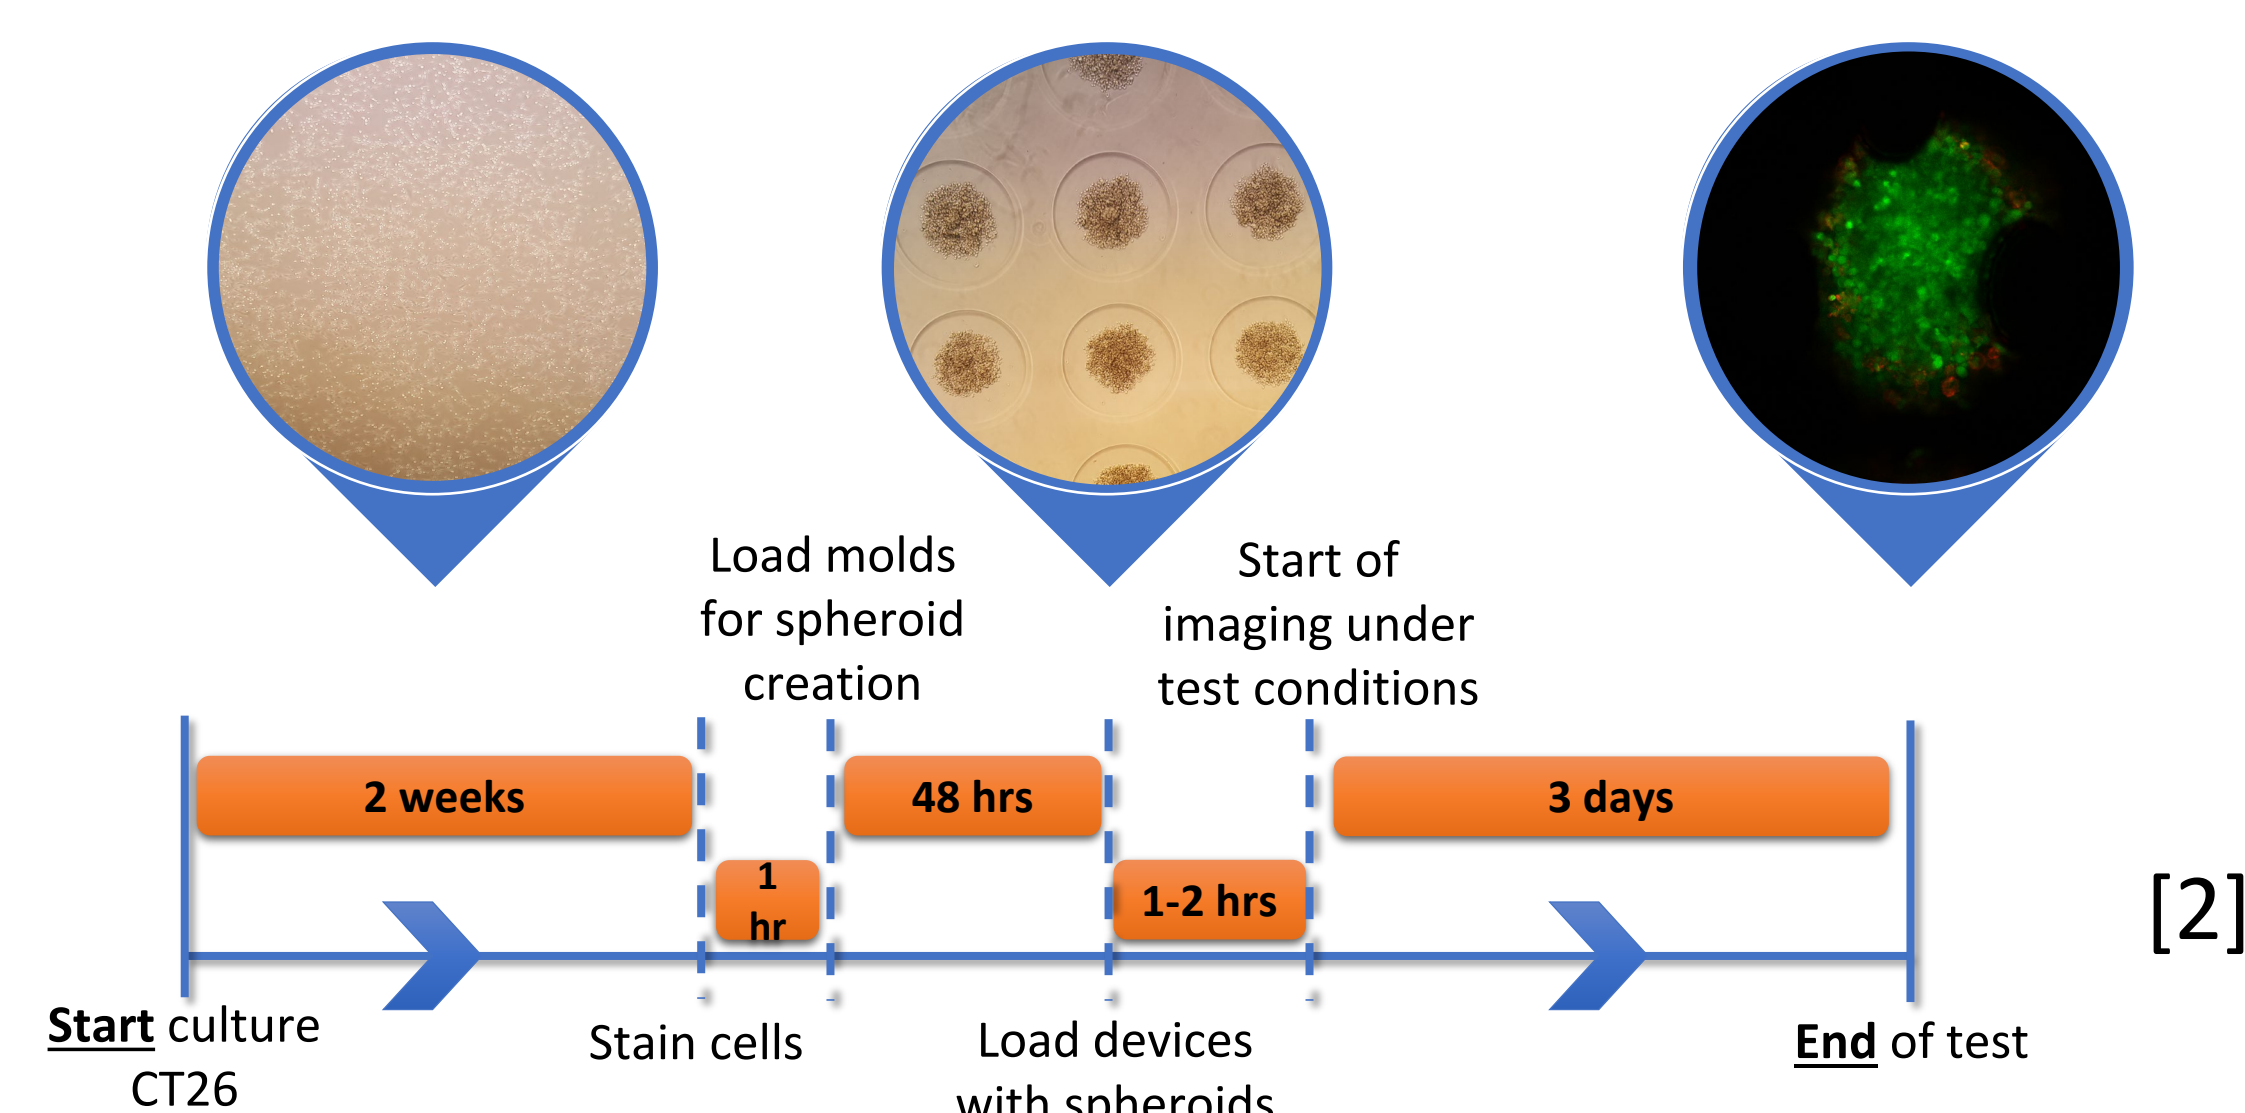 Load molds
for spheroid
creation
Start of
imaging under
test conditions
2 weeks
48 hrs
3 days
1
hr
1-2 hrs
[2]
Start culture
CT26
Stain cells
Load devices
with spheroids
End of test